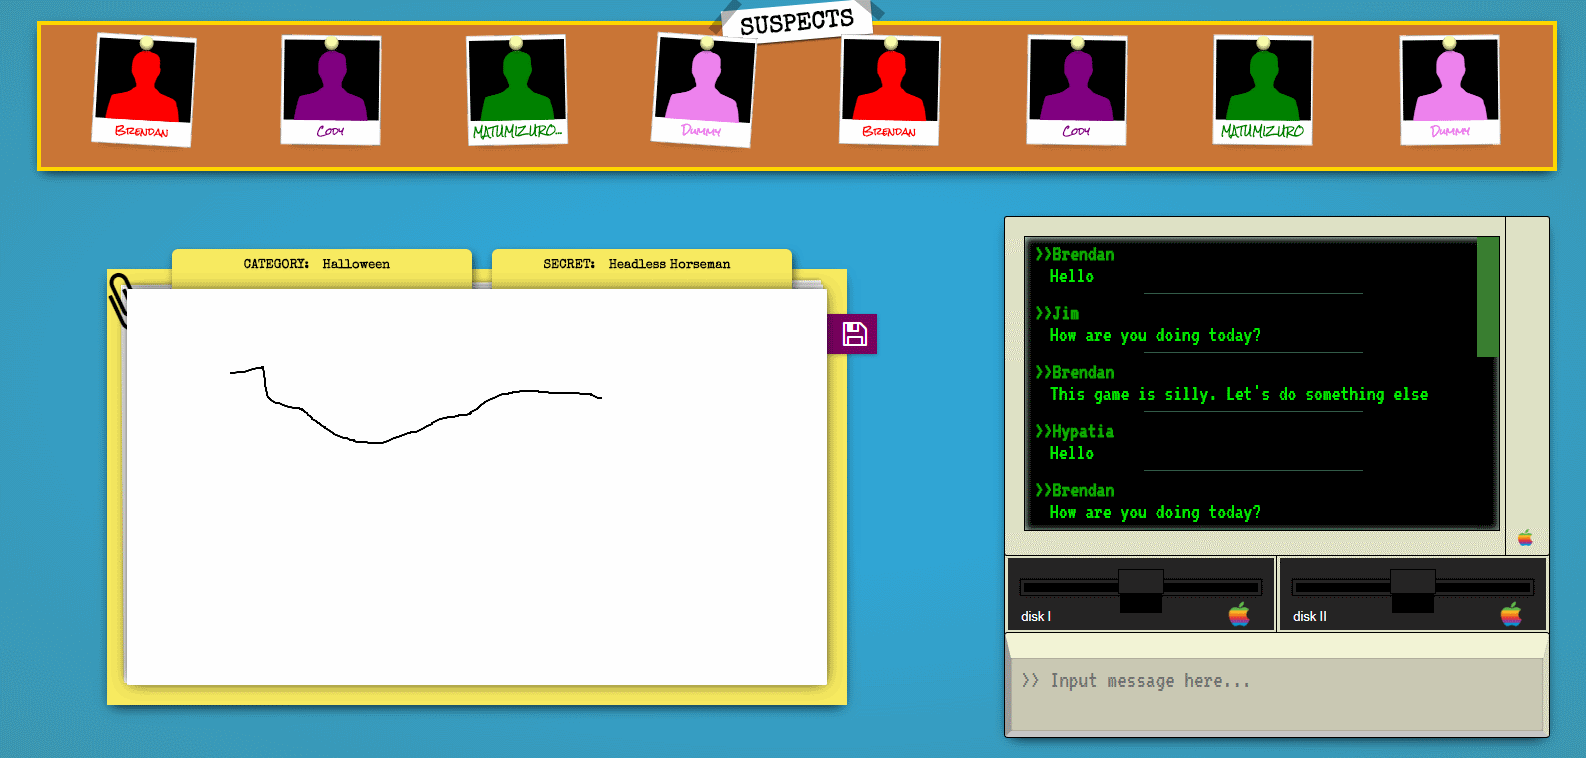 SUSPECTS
Brendan
Cody
MATUMIZURO...
Dummy
Brendan
Cody
MATUMIZURO
Dummy
CATEGORY: Halloween
SECRET: Headless Horseman
>>Brendan
Hello
>>Jim
How are you doing today?
>>Brendan
This game is silly. Let's do something else
>>Hypatia
Hello
>>Brendan
How are you doing today?
disk I
disk II
>> Input message here...